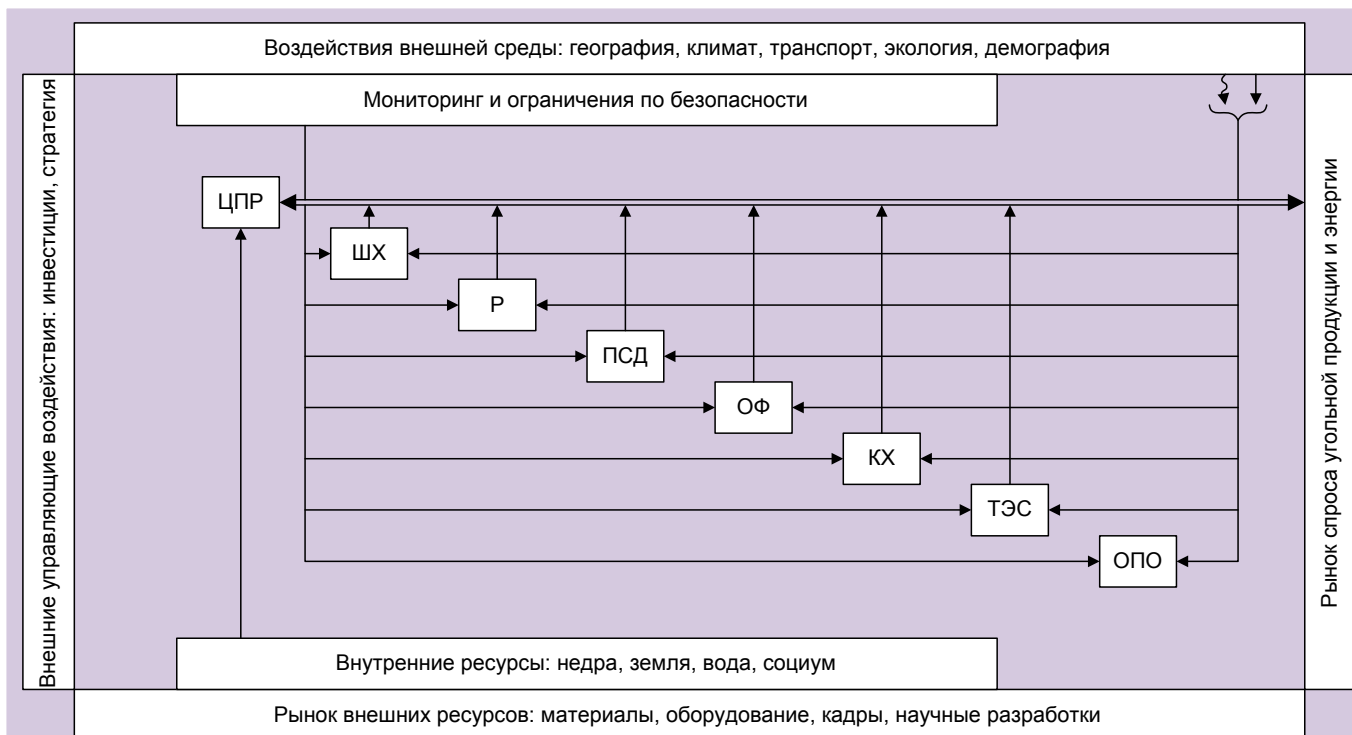 Воздействия внешней среды: география, климат, транспорт, экология, демография
Мониторинг и ограничения по безопасности
Внешние управляющие воздействия: инвестиции, стратегия
Рынок спроса угольной продукции и энергии
ЦПР
ШХ
Р
ПСД
ОФ
КХ
ТЭС
ОПО
Внутренние ресурсы: недра, земля, вода, социум
Рынок внешних ресурсов: материалы, оборудование, кадры, научные разработки